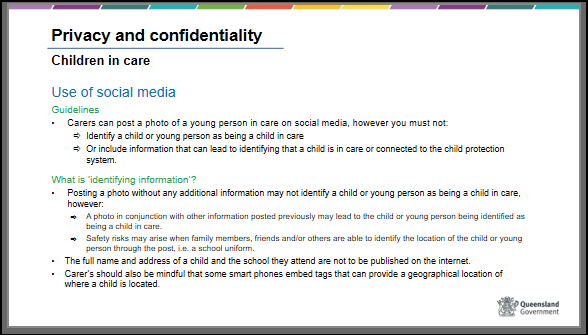 Privacy and confidentiality
Children in care
Use of social media
Guidelines
• Carers can post a photo of a young person in care on social media, however you must not:
⇨ Identify a child or young person as being a child in care
⇨ Or include information that can lead to identifying that a child is in care or connected to the child protection
system.
What is 'identifying information'?
• Posting a photo without any additional information may not identify a child or young person as being a child in care,
however:
➔ A photo in conjunction with other information posted previously may lead to the child or young person being identified as
being a child in care.
➔ Safety risks may arise when family members, friends and/or others are able to identify the location of the child or young
person through the post, i.e. a school uniform.
• The full name and address of a child and the school they attend are not to be published on the internet.
• Carer's should also be mindful that some smart phones embed tags that can provide a geographical location of
where a child is located.
Queensland
Government